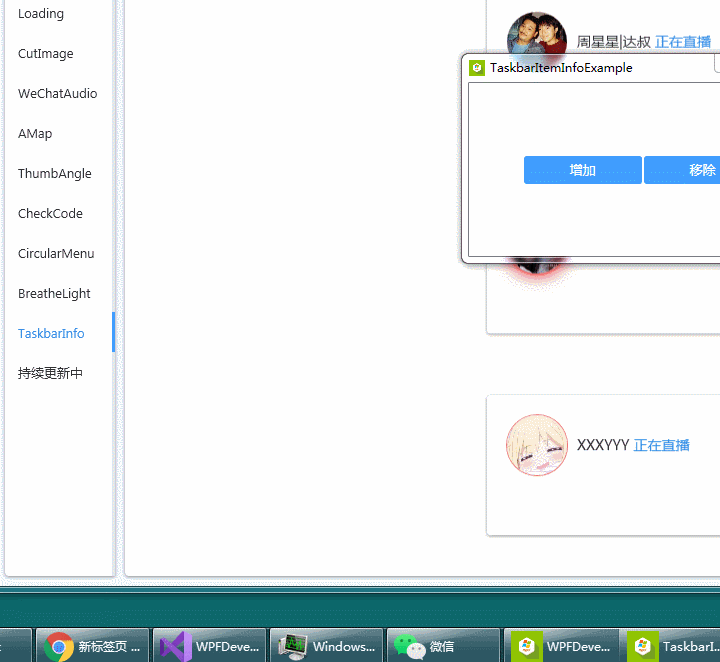 Loading
CutImage
WeChatAudio
AMap
ThumbAngle
CheckCode
CircularMenu
BreatheLight
TaskbarInfo
持续更新中
周星星|达叔 正在直播
TaskbarItemInfoExample
增加
移除
XXXYYY 正在直播
新标签页 ...
WPFDeve...
Windows...
微信
WPFDeve...
TaskbarI...